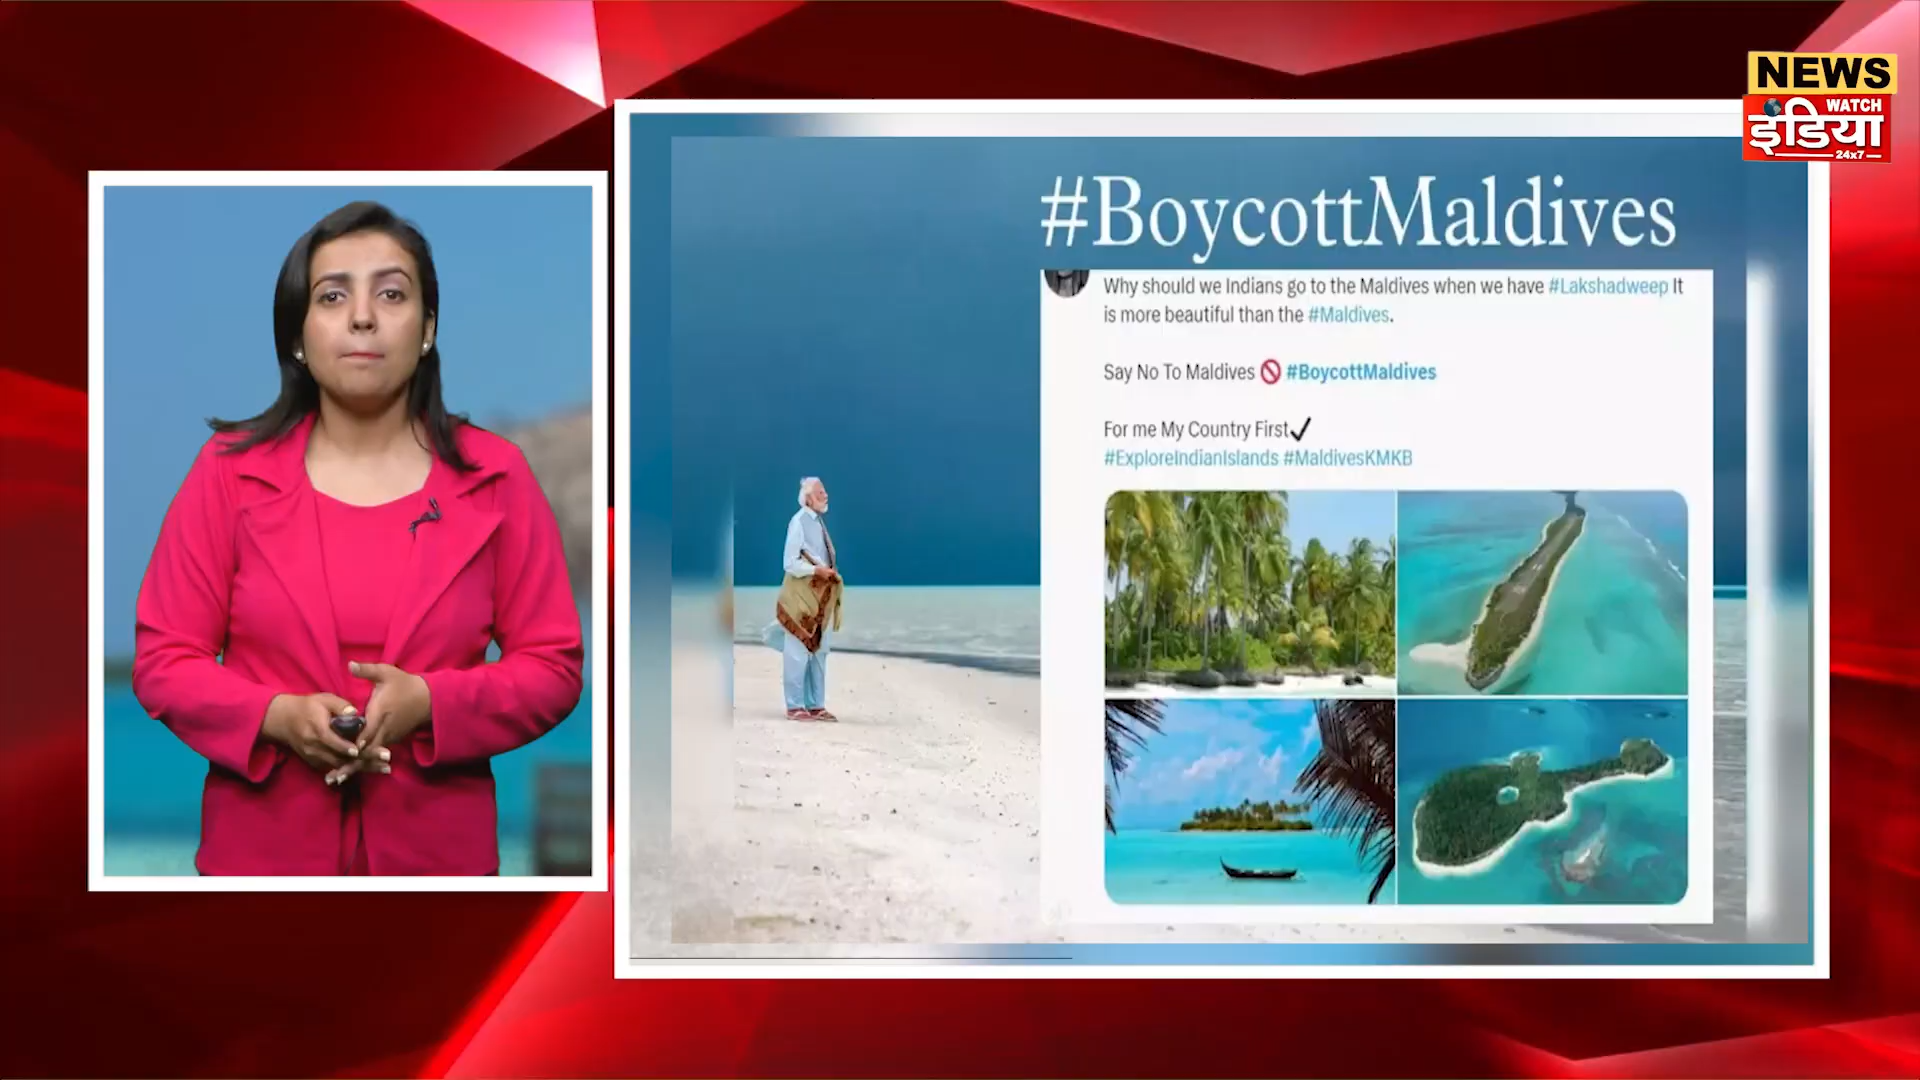 NEWS
WATCH
इंडिया
24x7
#BoycottMaldives
Why should we Indians go to the Maldives when we have #Lakshadweep It
is more beautiful than the #Maldives.
Say No To Maldives 🚫 #BoycottMaldives
For me My Country First✔
#ExploreIndianIslands #MaldivesKMKB